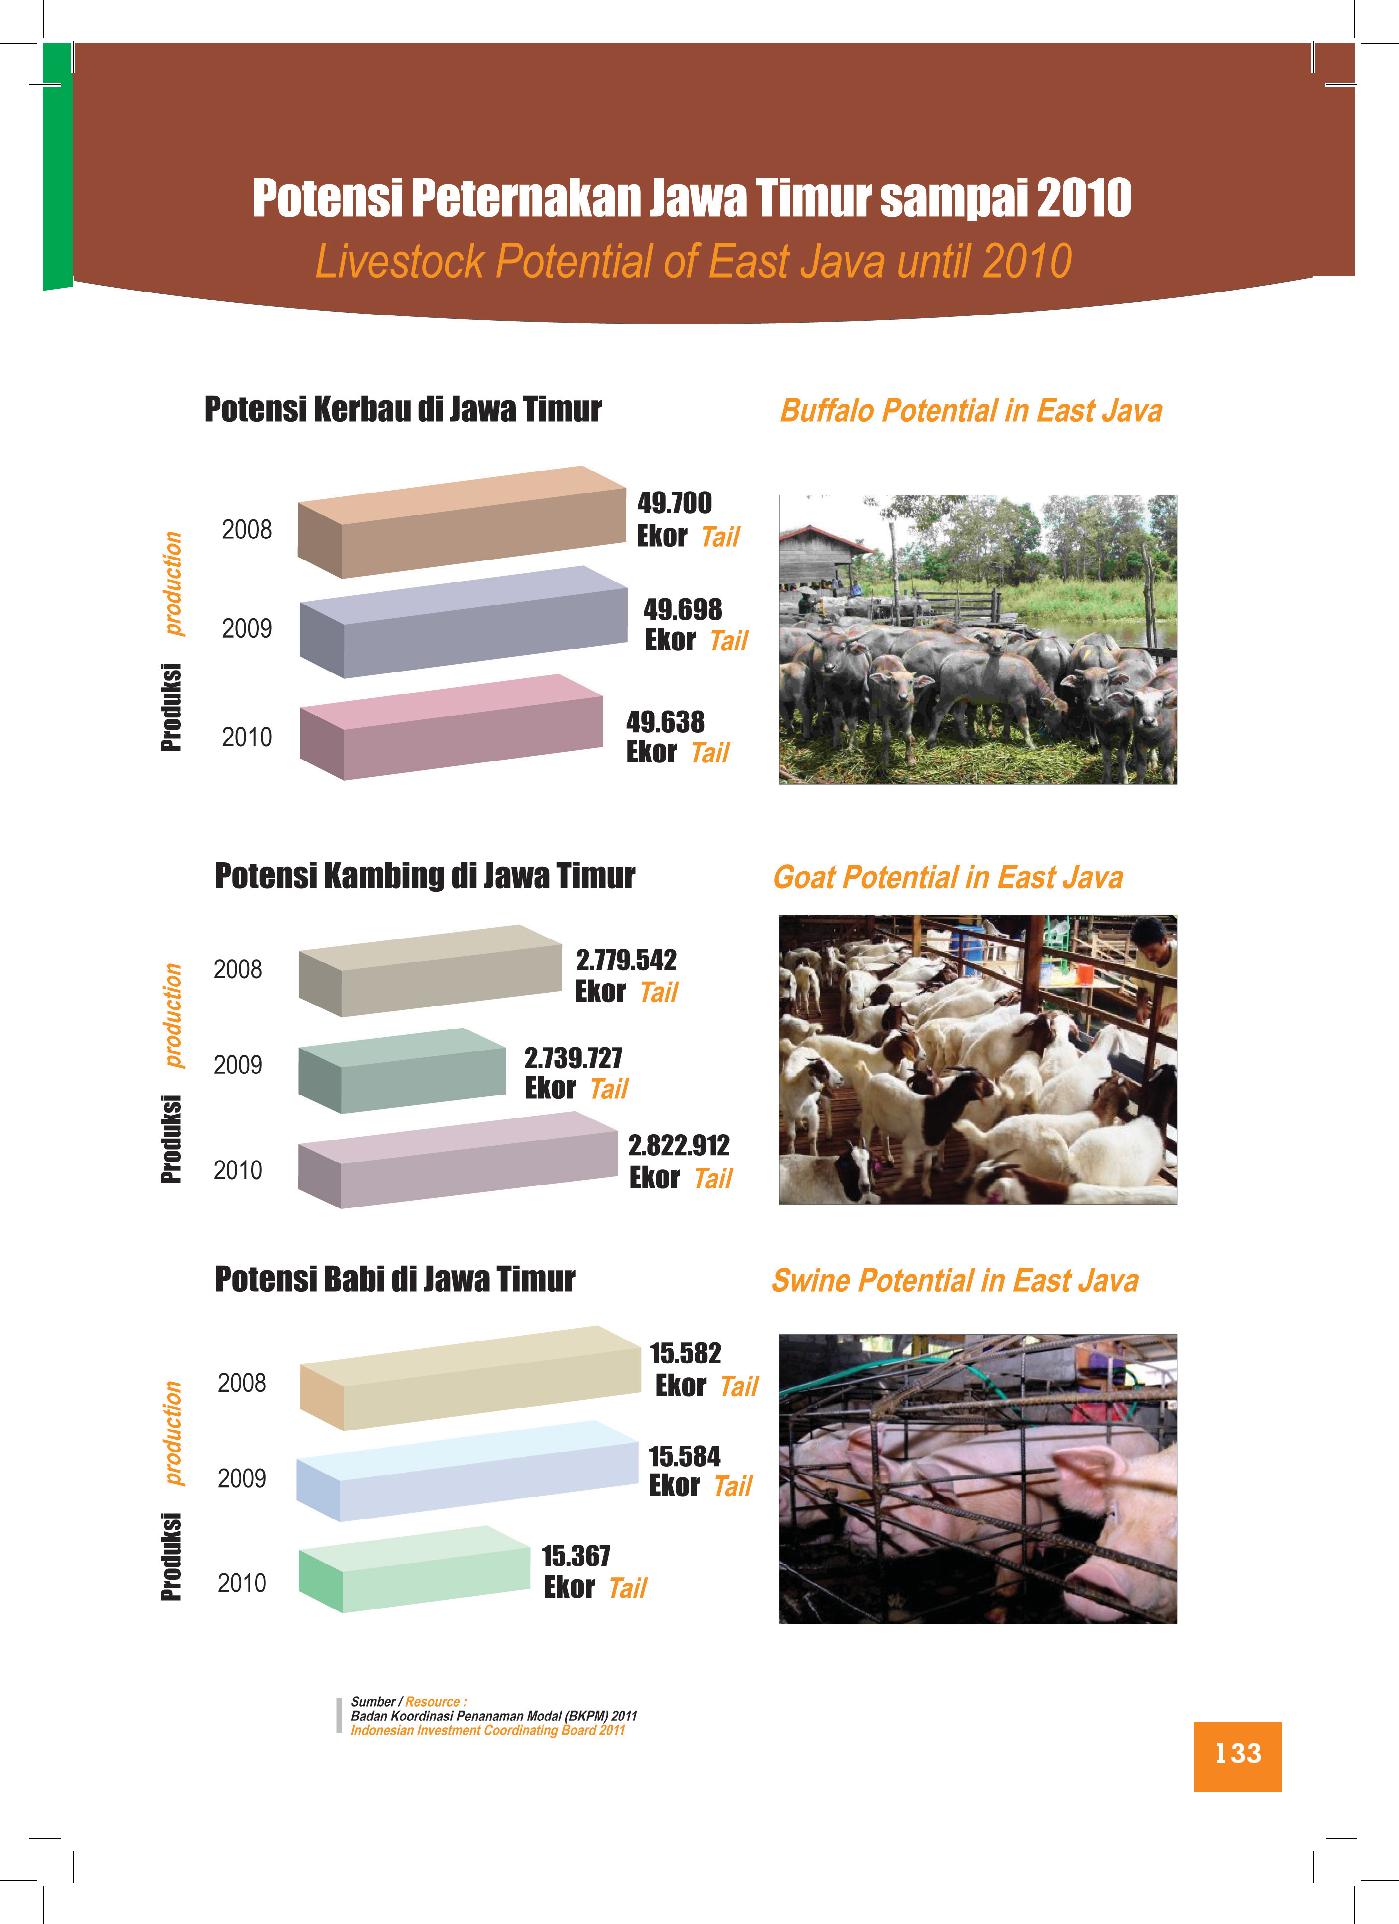 Potensi Peternakan Jawa Timur sampai 2010
Livestock Potential of East Java until 2010
Potensi Kerbau di Jawa Timur
Buffalo Potential in East Java
Produksi production
2008
49.700
Ekor Tail
2009
49.698
Ekor Tail
2010
49.638
Ekor Tail
Potensi Kambing di Jawa Timur
Goat Potential in East Java
Produksi production
2008
2.779.542
Ekor Tail
2009
2.739.727
Ekor Tail
2010
2.822.912
Ekor Tail
Potensi Babi di Jawa Timur
Swine Potential in East Java
Produksi production
2008
15.582
Ekor Tail
2009
15.584
Ekor Tail
2010
15.367
Ekor Tail
Sumber / Resource :
Badan Koordinasi Penanaman Modal (BKPM) 2011
Indonesian Investment Coordinating Board 2011
133